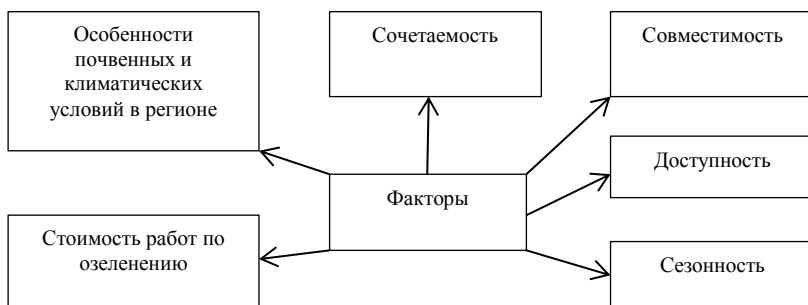 Особенности
почвенных и
климатических
условий в регионе
Сочетаемость
Совместимость
Доступность
Факторы
Стоимость работ по
озеленению
Сезонность